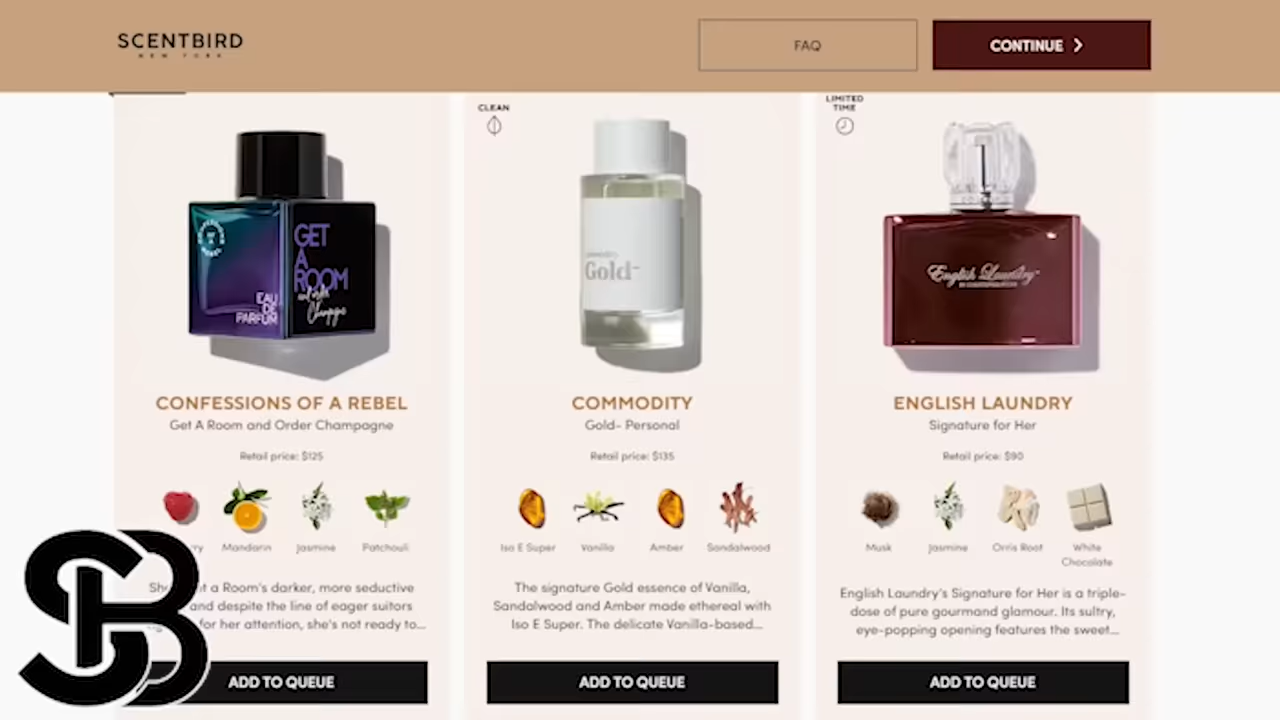 SCENTBIRD
NEW YORK
FAQ
CONTINUE
CLEAN
LIMITED
TIME
GET
A
ROOM
and order
Champagne
EAU
DE
PARFUM
Gold-
English Laundry
CONFESSIONS OF A REBEL
Get A Room and Order Champagne
Retail price: $125
Mandarin
Jasmine
Patchouli
COMMODITY
Gold- Personal
Retail price: $135
Iso E Super
Vanilla
Amber
Sandalwood
ENGLISH LAUNDRY
Signature for Her
Retail price: $90
Musk
Jasmine
Orris Root
White
Chocolate
a Room's darker, more seductive
and despite the line of eager suitors
for her attention, she's not ready to...
The signature Gold essence of Vanilla,
Sandalwood and Amber made ethereal with
Iso E Super. The delicate Vanilla-based...
English Laundry's Signature for Her is a triple-
dose of pure gourmand glamour. Its sultry,
eye-popping opening features the sweet...
SB
ADD TO QUEUE
ADD TO QUEUE
ADD TO QUEUE